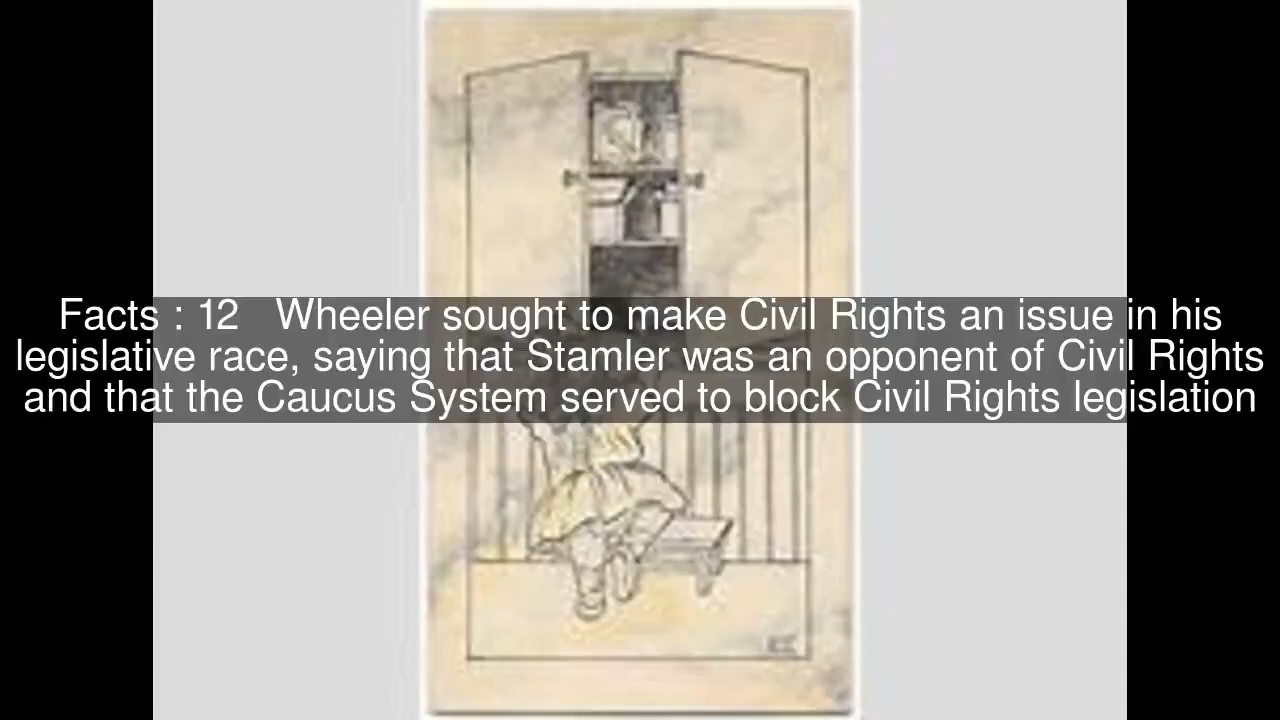 Facts : 12 Wheeler sought to make Civil Rights an issue in his
legislative race, saying that Stamler was an opponent of Civil Rights
and that the Caucus System served to block Civil Rights legislation